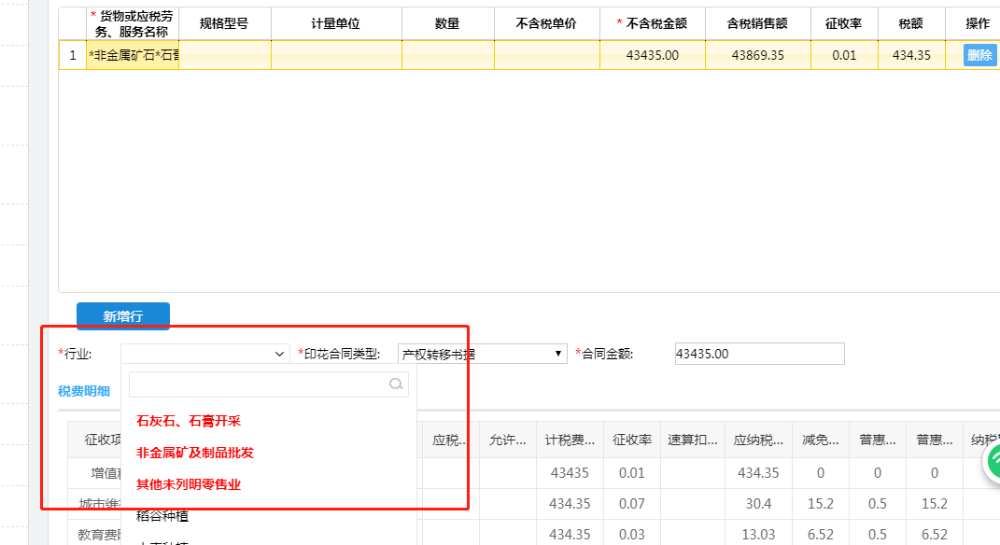 * 货物或应税劳务、服务名称 规格型号 计量单位 数量 不含税单价 * 不含税金额 含税销售额 征收率 税额 操作
1 *非金属矿石*石膏 43435.00 43869.35 0.01 434.35 删除
新增行
*行业: *印花合同类型: 产权转移书据 *合同金额: 43435.00
税费明细
石灰石、石膏开采
非金属矿及制品批发
其他未列明零售业
稻谷种植
征收项 应税... 允许... 计税费... 征收率 速算扣... 应纳税... 减免... 普惠... 普惠... 纳税
增值 43435 0.01 434.35 0 0 0
城市维 434.35 0.07 30.4 15.2 0.5 15.2
教育费 434.35 0.03 13.03 6.52 0.5 6.52